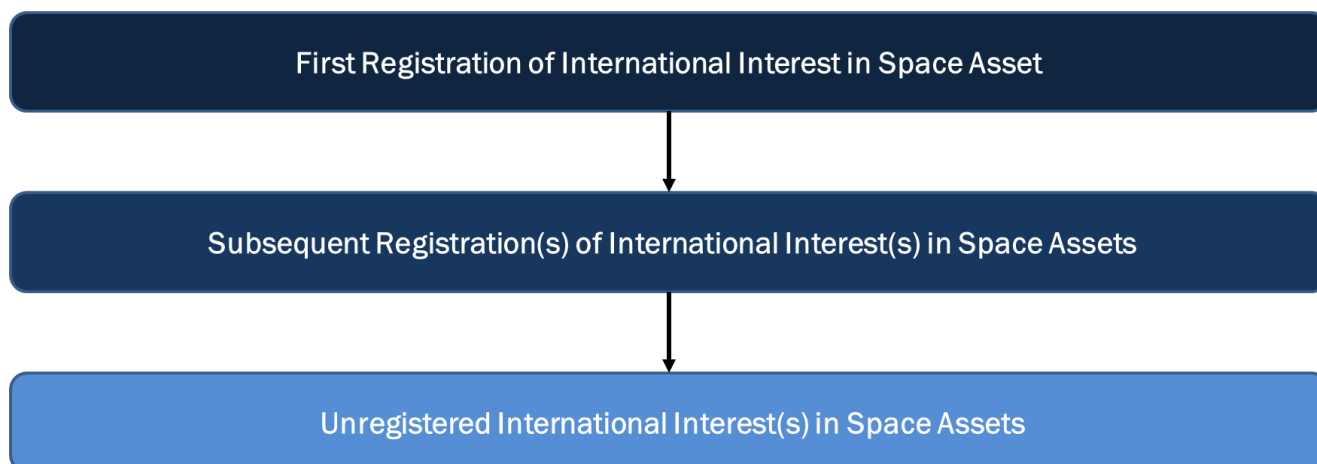 First Registration of International Interest in Space Asset
Subsequent Registration(s) of International Interest(s) in Space Assets
Unregistered International Interest(s) in Space Assets